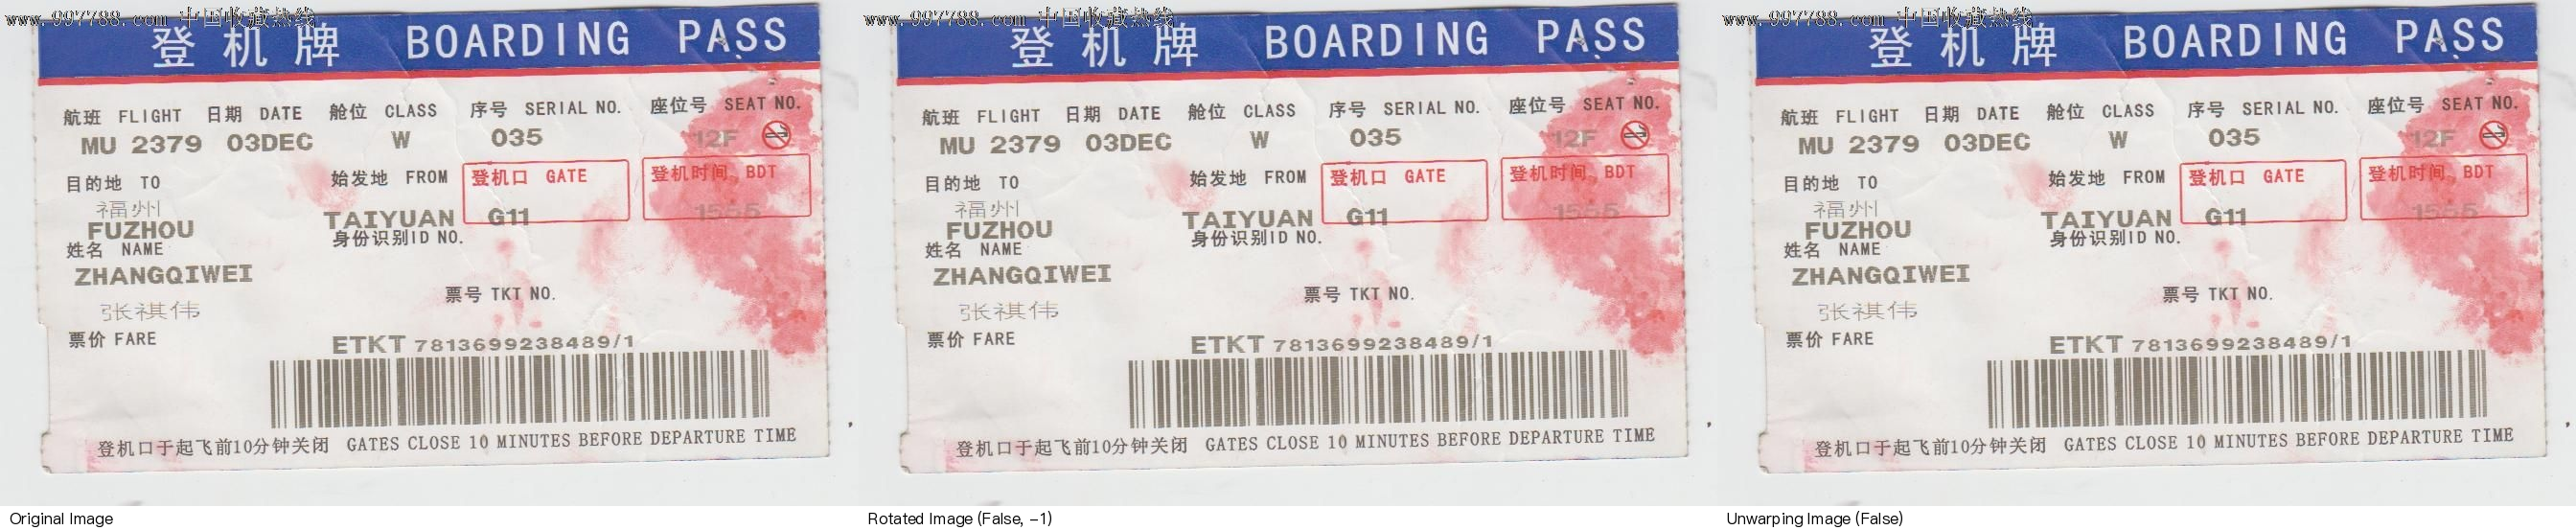 www.997788.com 中国收藏热线
登机牌 BOARDING PASS
航班 FLIGHT 日期 DATE 舱位 CLASS 序号 SERIAL NO. 座位号 SEAT NO.
MU 2379 03DEC W 035 12F
目的地 TO 始发地 FROM 登机口 GATE 登机时间 BDT
福州
FUZHOU TAIYUAN G11 1555
姓名 NAME 身份识别ID NO.
ZHANGQIWEI
张祺伟
票号 TKT NO.
票价 FARE
ETKT 7813699238489/1
登机口于起飞前10分钟关闭 GATES CLOSE 10 MINUTES BEFORE DEPARTURE TIME
www.997788.com 中国收藏热线
登机牌 BOARDING PASS
航班 FLIGHT 日期 DATE 舱位 CLASS 序号 SERIAL NO. 座位号 SEAT NO.
MU 2379 03DEC W 035 12F
目的地 TO 始发地 FROM 登机口 GATE 登机时间 BDT
福州
FUZHOU TAIYUAN G11 1555
姓名 NAME 身份识别ID NO.
ZHANGQIWEI
张祺伟
票号 TKT NO.
票价 FARE
ETKT 7813699238489/1
登机口于起飞前10分钟关闭 GATES CLOSE 10 MINUTES BEFORE DEPARTURE TIME
www.997788.com 中国收藏热线
登机牌 BOARDING PASS
航班 FLIGHT 日期 DATE 舱位 CLASS 序号 SERIAL NO. 座位号 SEAT NO.
MU 2379 03DEC W 035 12F
目的地 TO 始发地 FROM 登机口 GATE 登机时间 BDT
福州
FUZHOU TAIYUAN G11 1555
姓名 NAME 身份识别ID NO.
ZHANGQIWEI
张祺伟
票号 TKT NO.
票价 FARE
ETKT 7813699238489/1
登机口于起飞前10分钟关闭 GATES CLOSE 10 MINUTES BEFORE DEPARTURE TIME
Original Image
Rotated Image (False, -1)
Unwarping Image (False)